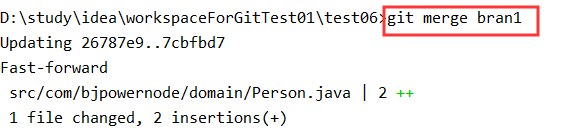 D:\study\idea\workspaceForGitTest01\test06>git merge bran1
Updating 26787e9..7cbfbd7
Fast-forward
 src/com/bjpowernode/domain/Person.java | 2 ++
 1 file changed, 2 insertions(+)